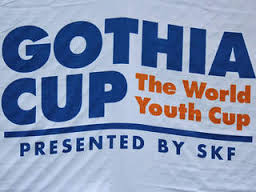 GOTHIA
CUP The World
Youth Cup
PRESENTED BY SKF